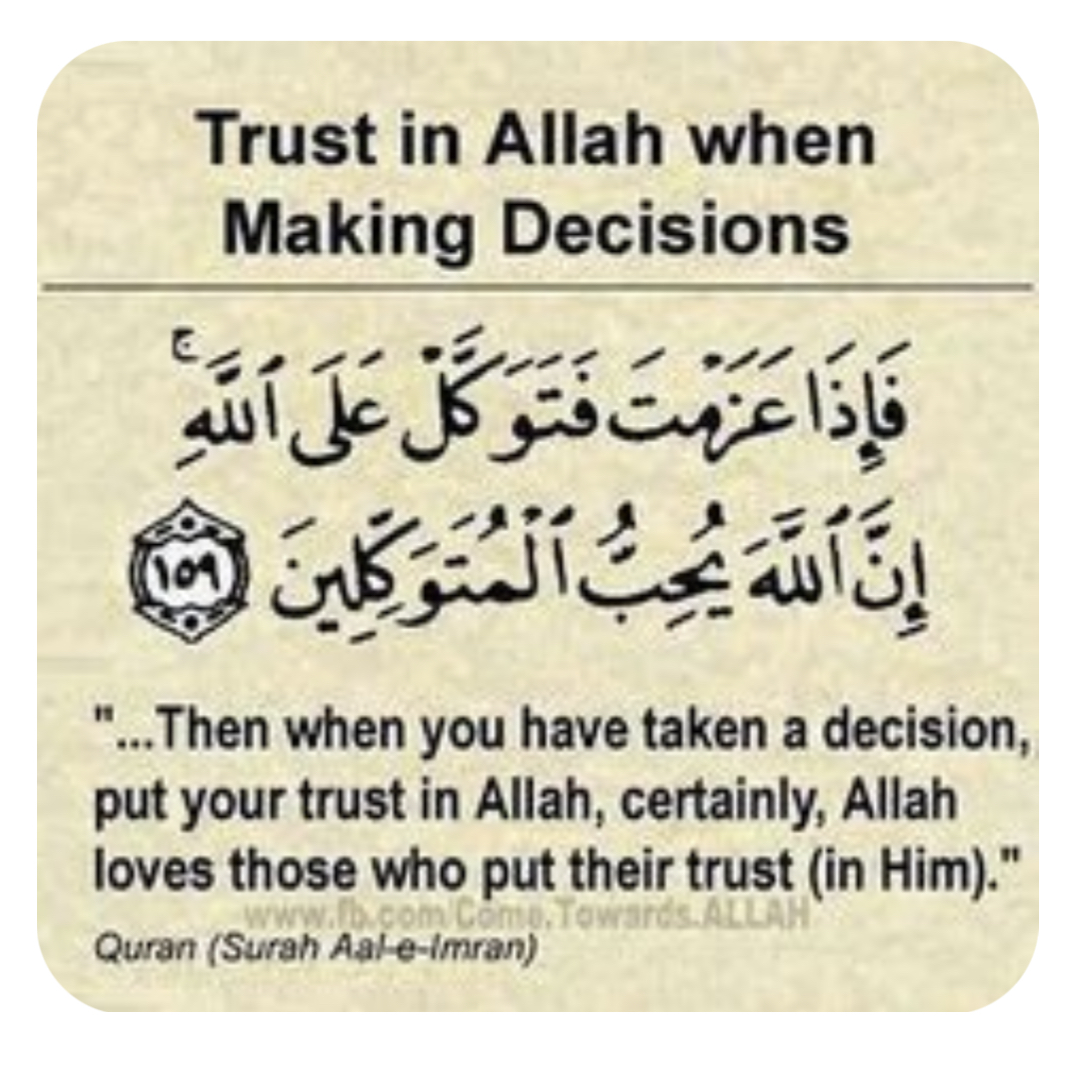 Trust in Allah when
Making Decisions
فَإِذَا عَزَمْتَ فَتَوَكَّلْ عَلَى ٱللَّهِ ۚ
إِنَّ ٱللَّهَ يُحِبُّ ٱلْمُتَوَكِّلِينَ ١٥٩
"...Then when you have taken a decision,
put your trust in Allah, certainly, Allah
loves those who put their trust (in Him)."
www.fb.com/Come.Towards.ALLAH
Quran (Surah Aal-e-Imran)